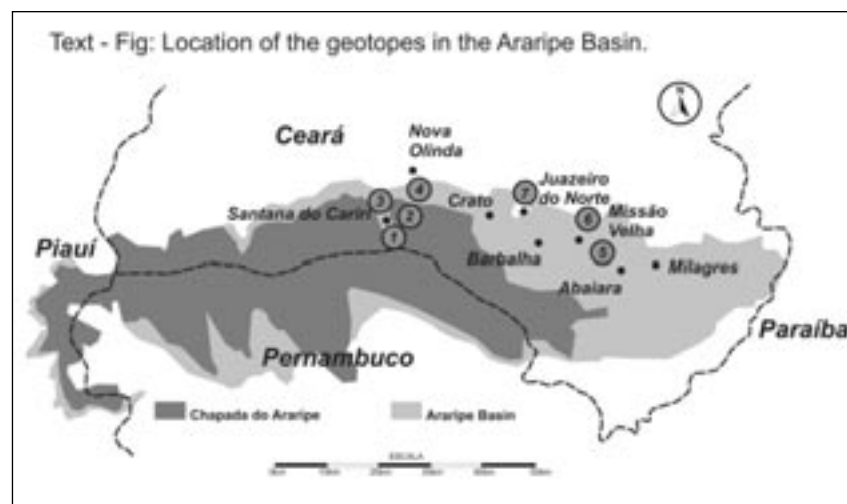 Text - Fig: Location of the geotopes in the Araripe Basin.
N
Ceará
Nova
Olinda
4
3
Santana do Cariri
2
1
Crato
7
Juazeiro
do Norte
6
Missão
Velha
5
Barbalha
Abaiara
Milagres
Piauí
Pernambuco
Paraíba
Chapada do Araripe
Araripe Basin
ESCALA